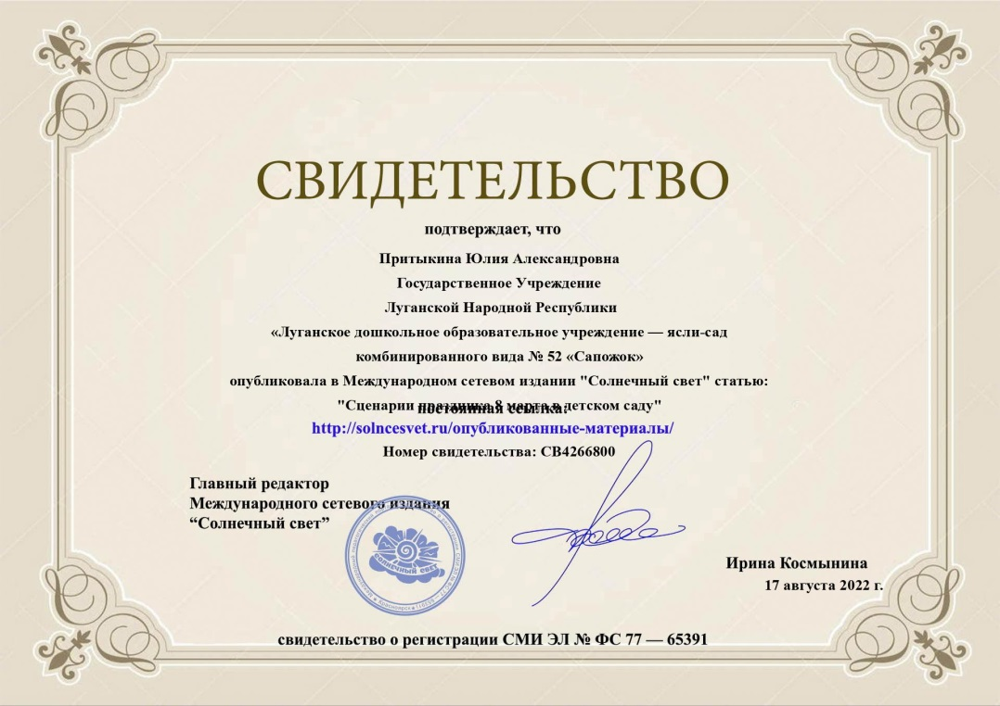 СВИДЕТЕЛЬСТВО
подтверждает, что
Притыкина Юлия Александровна
Государственное Учреждение
Луганской Народной Республики
«Луганское дошкольное образовательное учреждение — ясли-сад
комбинированного вида № 52 «Сапожок»
опубликовала в Международном сетевом издании "Солнечный свет" статью:
"Сценарии праздника 8 марта в детском саду"
постоянная ссылка:
http://solncesvet.ru/опубликованные-материалы/
Номер свидетельства: СВ4266800
Главный редактор
Международного сетевого издания
“Солнечный свет”
солнечный свет
Ирина Космынина
17 августа 2022 г.
свидетельство о регистрации СМИ ЭЛ № ФС 77 — 65391